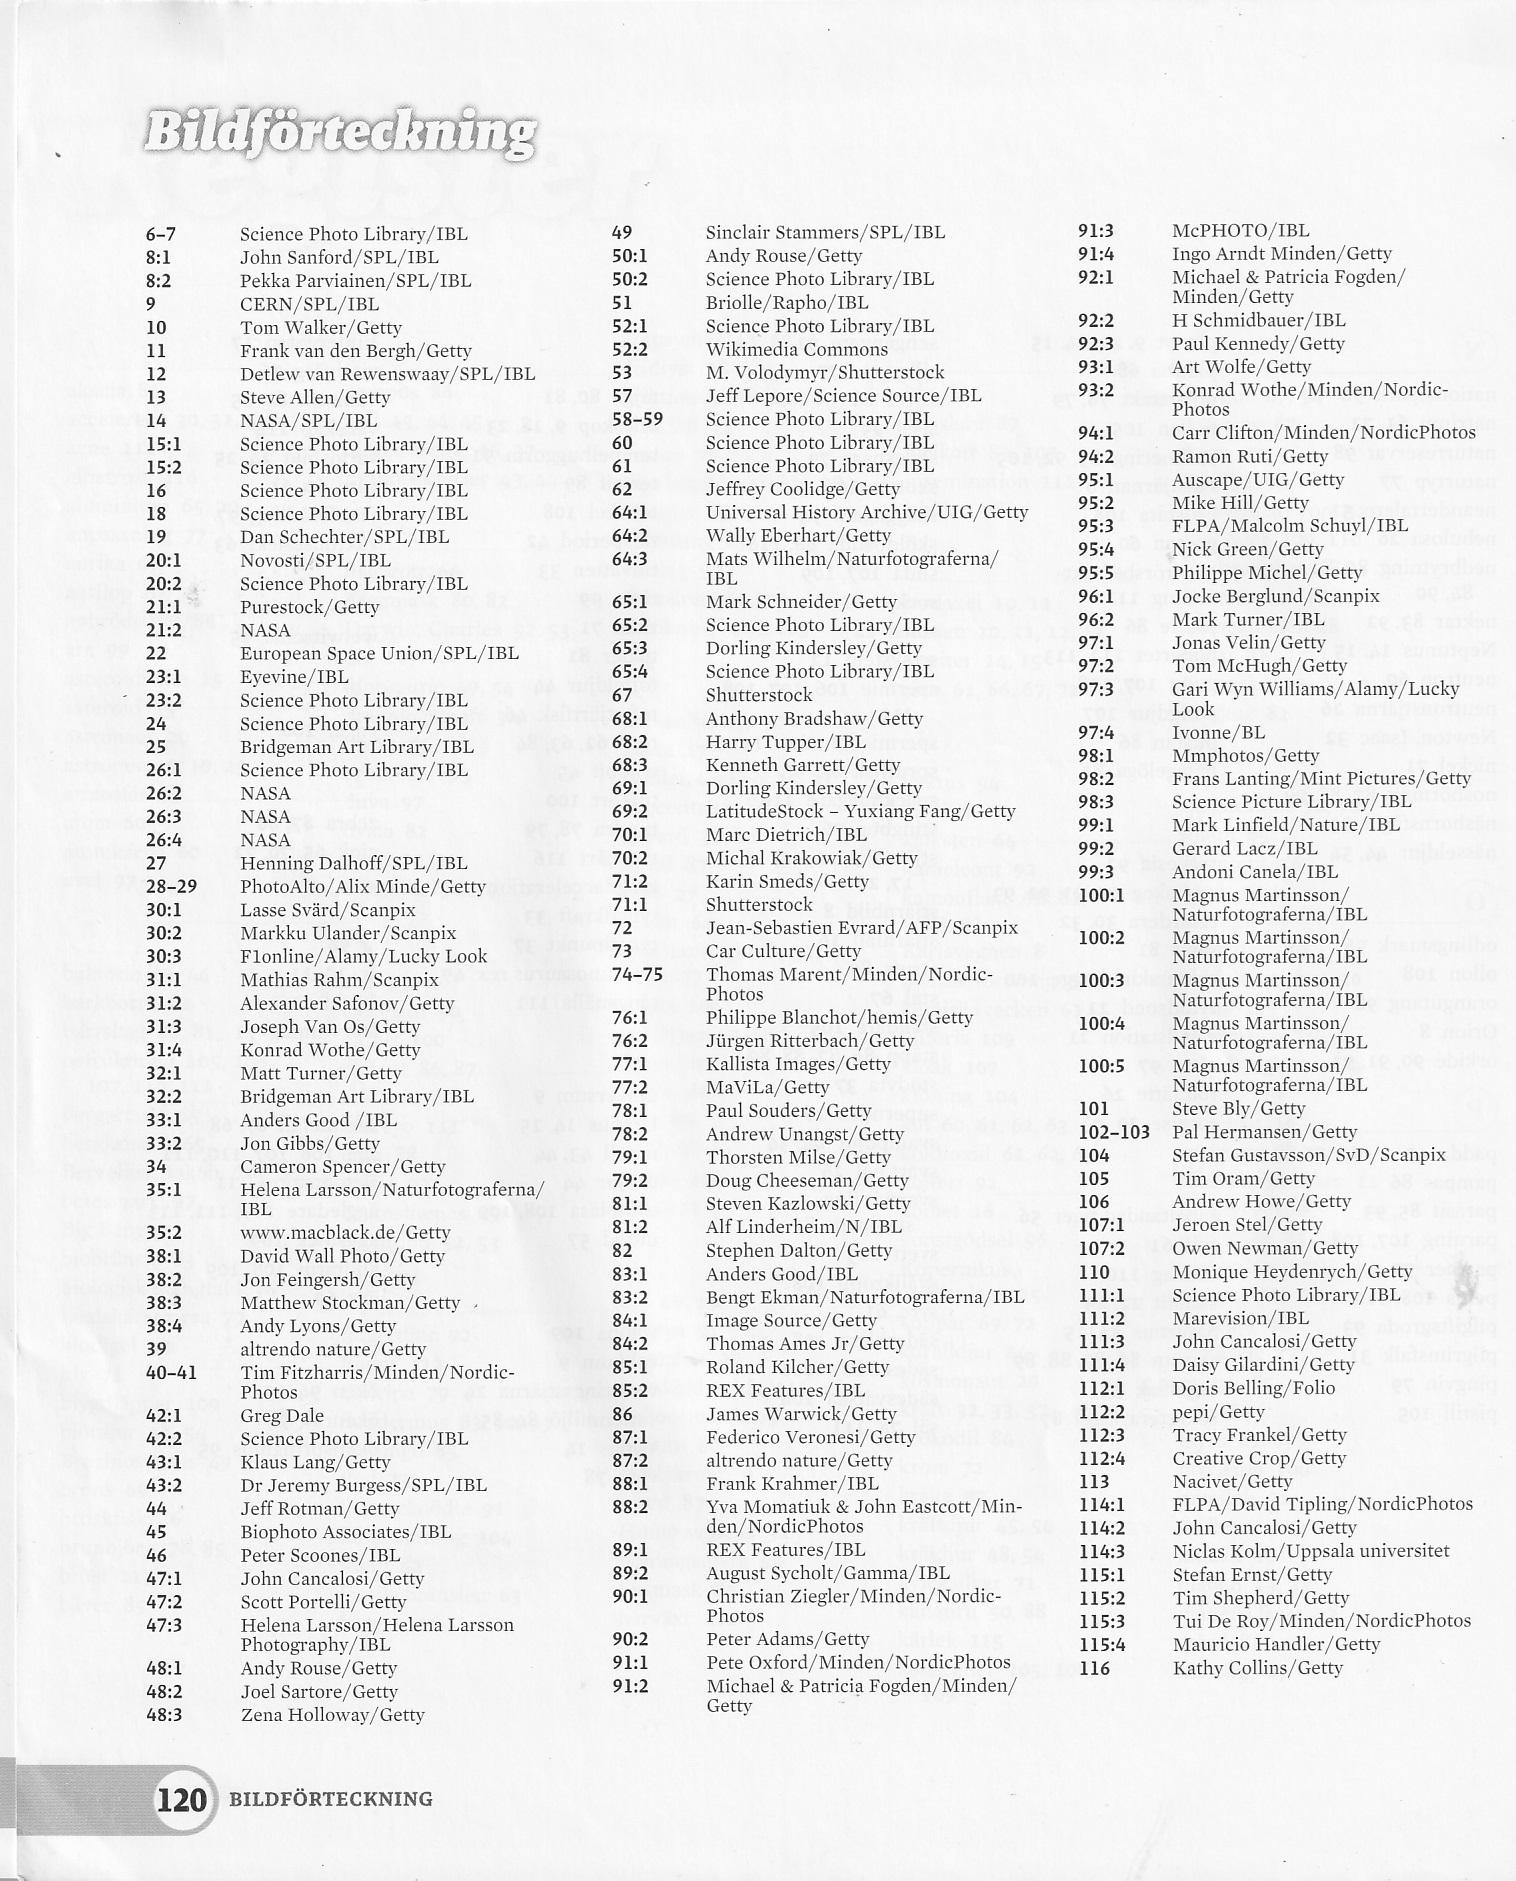 Bildförteckning
6–7 Science Photo Library/IBL
8:1 John Sanford/SPL/IBL
8:2 Pekka Parviainen/SPL/IBL
9 CERN/SPL/IBL
10 Tom Walker/Getty
11 Frank van den Bergh/Getty
12 Detlew van Rewenswaay/SPL/IBL
13 Steve Allen/Getty
14 NASA/SPL/IBL
15:1 Science Photo Library/IBL
15:2 Science Photo Library/IBL
16 Science Photo Library/IBL
18 Science Photo Library/IBL
19 Dan Schechter/SPL/IBL
20:1 Novosti/SPL/IBL
20:2 Science Photo Library/IBL
21:1 Purestock/Getty
21:2 NASA
22 European Space Union/SPL/IBL
23:1 Eyevine/IBL
23:2 Science Photo Library/IBL
24 Science Photo Library/IBL
25 Bridgeman Art Library/IBL
26:1 Science Photo Library/IBL
26:2 NASA
26:3 NASA
26:4 NASA
27 Henning Dalhoff/SPL/IBL
28–29 PhotoAlto/Alix Minde/Getty
30:1 Lasse Svärd/Scanpix
30:2 Markku Ulander/Scanpix
30:3 F1online/Alamy/Lucky Look
31:1 Mathias Rahm/Scanpix
31:2 Alexander Safonov/Getty
31:3 Joseph Van Os/Getty
31:4 Konrad Wothe/Getty
32:1 Matt Turner/Getty
32:2 Bridgeman Art Library/IBL
33:1 Anders Good /IBL
33:2 Jon Gibbs/Getty
34 Cameron Spencer/Getty
35:1 Helena Larsson/Naturfotograferna/
IBL
35:2 www.macblack.de/Getty
38:1 David Wall Photo/Getty
38:2 Jon Feingersh/Getty
38:3 Matthew Stockman/Getty
38:4 Andy Lyons/Getty
39 altrendo nature/Getty
40–41 Tim Fitzharris/Minden/Nordic-
Photos
42:1 Greg Dale
42:2 Science Photo Library/IBL
43:1 Klaus Lang/Getty
43:2 Dr Jeremy Burgess/SPL/IBL
44 Jeff Rotman/Getty
45 Biophoto Associates/IBL
46 Peter Scoones/IBL
47:1 John Cancalosi/Getty
47:2 Scott Portelli/Getty
47:3 Helena Larsson/Helena Larsson
Photography/IBL
48:1 Andy Rouse/Getty
48:2 Joel Sartore/Getty
48:3 Zena Holloway/Getty
49 Sinclair Stammers/SPL/IBL
50:1 Andy Rouse/Getty
50:2 Science Photo Library/IBL
51 Briolle/Rapho/IBL
52:1 Science Photo Library/IBL
52:2 Wikimedia Commons
53 M. Volodymyr/Shutterstock
57 Jeff Lepore/Science Source/IBL
58–59 Science Photo Library/IBL
60 Science Photo Library/IBL
61 Science Photo Library/IBL
62 Jeffrey Coolidge/Getty
64:1 Universal History Archive/UIG/Getty
64:2 Wally Eberhart/Getty
64:3 Mats Wilhelm/Naturfotograferna/
IBL
65:1 Mark Schneider/Getty
65:2 Science Photo Library/IBL
65:3 Dorling Kindersley/Getty
65:4 Science Photo Library/IBL
67 Shutterstock
68:1 Anthony Bradshaw/Getty
68:2 Harry Tupper/IBL
68:3 Kenneth Garrett/Getty
69:1 Dorling Kindersley/Getty
69:2 LatitudeStock – Yuxiang Fang/Getty
70:1 Marc Dietrich/IBL
70:2 Michal Krakowiak/Getty
71:2 Karin Smeds/Getty
71:1 Shutterstock
72 Jean-Sebastien Evrard/AFP/Scanpix
73 Car Culture/Getty
74–75 Thomas Marent/Minden/Nordic-
Photos
76:1 Philippe Blanchot/hemis/Getty
76:2 Jürgen Ritterbach/Getty
77:1 Kallista Images/Getty
77:2 MaViLa/Getty
78:1 Paul Souders/Getty
78:2 Andrew Unangst/Getty
79:1 Thorsten Milse/Getty
79:2 Doug Cheeseman/Getty
81:1 Steven Kazlowski/Getty
81:2 Alf Linderheim/N/IBL
82 Stephen Dalton/Getty
83:1 Anders Good/IBL
83:2 Bengt Ekman/Naturfotograferna/IBL
84:1 Image Source/Getty
84:2 Thomas Ames Jr/Getty
85:1 Roland Kilcher/Getty
85:2 REX Features/IBL
86 James Warwick/Getty
87:1 Federico Veronesi/Getty
87:2 altrendo nature/Getty
88:1 Frank Krahmer/IBL
88:2 Yva Momatiuk & John Eastcott/Min-
den/NordicPhotos
89:1 REX Features/IBL
89:2 August Sycholt/Gamma/IBL
90:1 Christian Ziegler/Minden/Nordic-
Photos
90:2 Peter Adams/Getty
91:1 Pete Oxford/Minden/NordicPhotos
91:2 Michael & Patricia Fogden/Minden/
Getty
91:3 McPHOTO/IBL
91:4 Ingo Arndt Minden/Getty
92:1 Michael & Patricia Fogden/
Minden/Getty
92:2 H Schmidbauer/IBL
92:3 Paul Kennedy/Getty
93:1 Art Wolfe/Getty
93:2 Konrad Wothe/Minden/Nordic-
Photos
94:1 Carr Clifton/Minden/NordicPhotos
94:2 Ramon Ruti/Getty
95:1 Auscape/UIG/Getty
95:2 Mike Hill/Getty
95:3 FLPA/Malcolm Schuyl/IBL
95:4 Nick Green/Getty
95:5 Philippe Michel/Getty
96:1 Jocke Berglund/Scanpix
96:2 Mark Turner/IBL
97:1 Jonas Velin/Getty
97:2 Tom McHugh/Getty
97:3 Gari Wyn Williams/Alamy/Lucky
Look
97:4 Ivonne/BL
98:1 Mmphotos/Getty
98:2 Frans Lanting/Mint Pictures/Getty
98:3 Science Picture Library/IBL
99:1 Mark Linfield/Nature/IBL
99:2 Gerard Lacz/IBL
99:3 Andoni Canela/IBL
100:1 Magnus Martinsson/
Naturfotograferna/IBL
100:2 Magnus Martinsson/
Naturfotograferna/IBL
100:3 Magnus Martinsson/
Naturfotograferna/IBL
100:4 Magnus Martinsson/
Naturfotograferna/IBL
100:5 Magnus Martinsson/
Naturfotograferna/IBL
101 Steve Bly/Getty
102–103 Pal Hermansen/Getty
104 Stefan Gustavsson/SvD/Scanpix
105 Tim Oram/Getty
106 Andrew Howe/Getty
107:1 Jeroen Stel/Getty
107:2 Owen Newman/Getty
110 Monique Heydenrych/Getty
111:1 Science Photo Library/IBL
111:2 Marevision/IBL
111:3 John Cancalosi/Getty
111:4 Daisy Gilardini/Getty
112:1 Doris Belling/Folio
112:2 pepi/Getty
112:3 Tracy Frankel/Getty
112:4 Creative Crop/Getty
113 Nacivet/Getty
114:1 FLPA/David Tipling/NordicPhotos
114:2 John Cancalosi/Getty
114:3 Niclas Kolm/Uppsala universitet
115:1 Stefan Ernst/Getty
115:2 Tim Shepherd/Getty
115:3 Tui De Roy/Minden/NordicPhotos
115:4 Mauricio Handler/Getty
116 Kathy Collins/Getty
120 BILDFÖRTECKNING